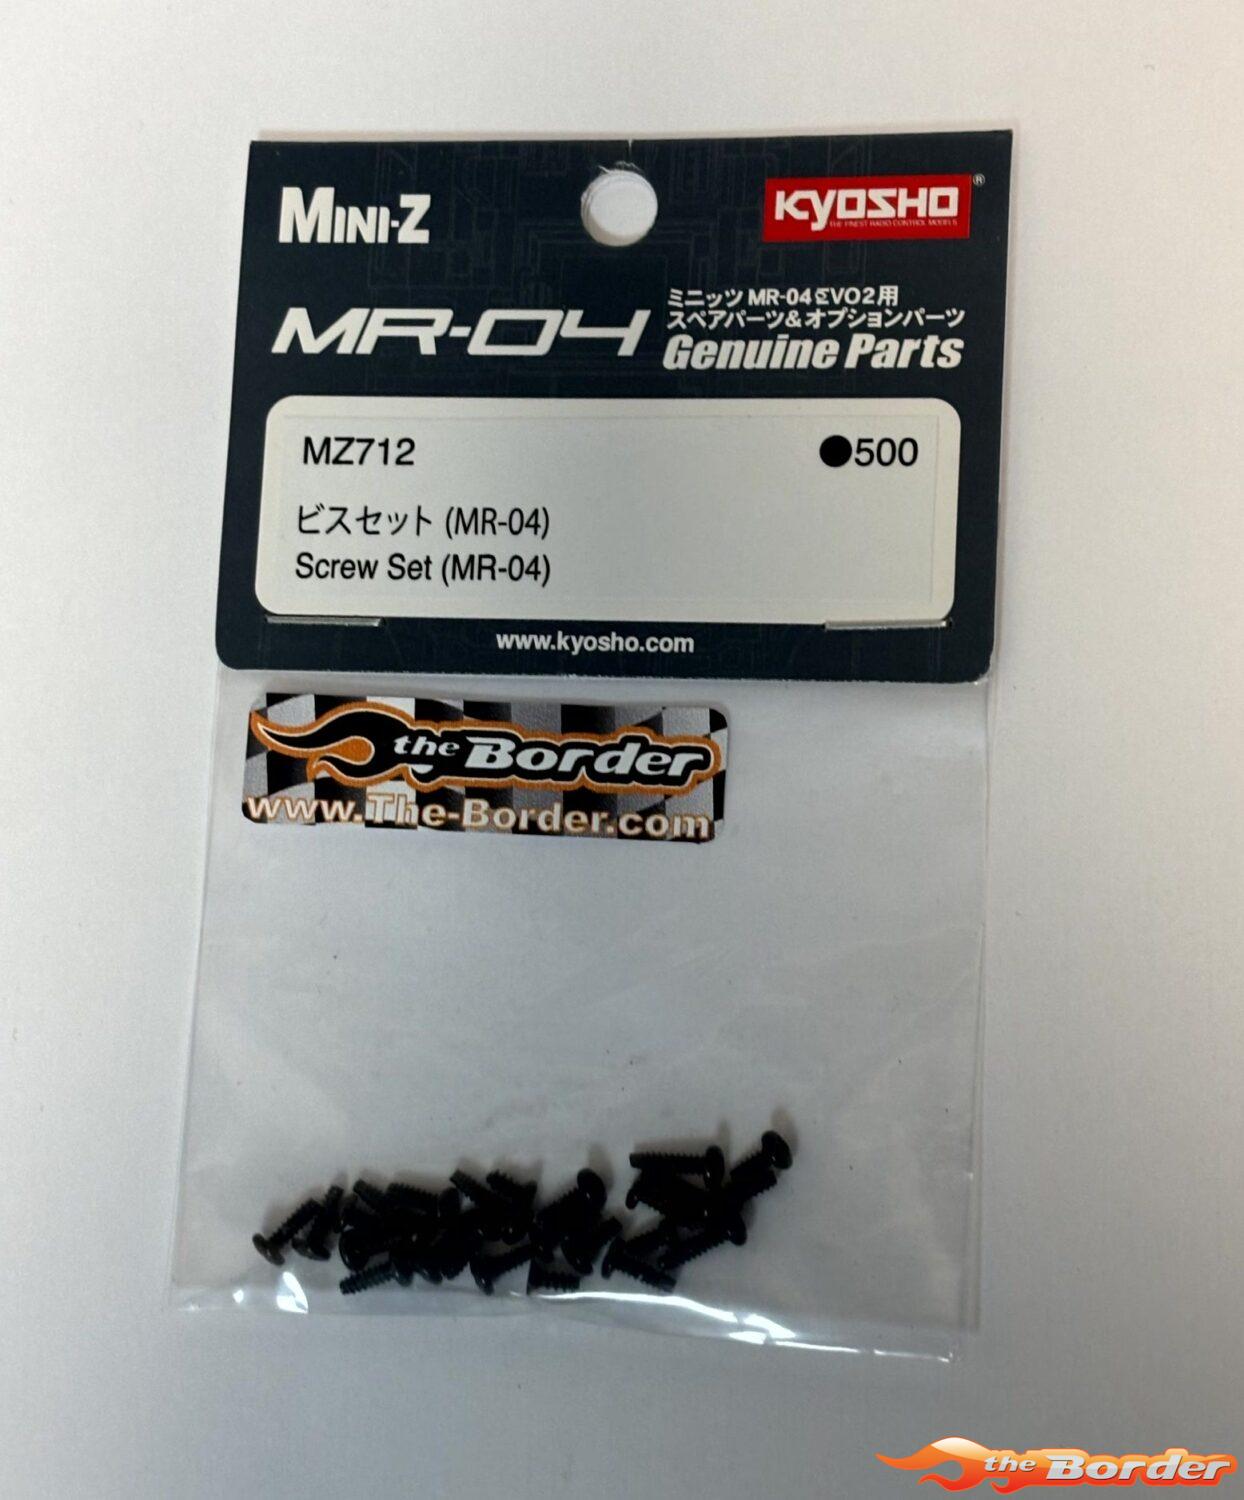 MINI-Z
KYOSHO®
THE FINEST RADIO CONTROL MODELS
MR-04
ミニッツ MR-04 ΣVO2用
スペアパーツ&オプションパーツ
Genuine Parts
MZ712
●500
ビスセット (MR-04)
Screw Set (MR-04)
www.kyosho.com
the Border
www.The-Border.com
the Border